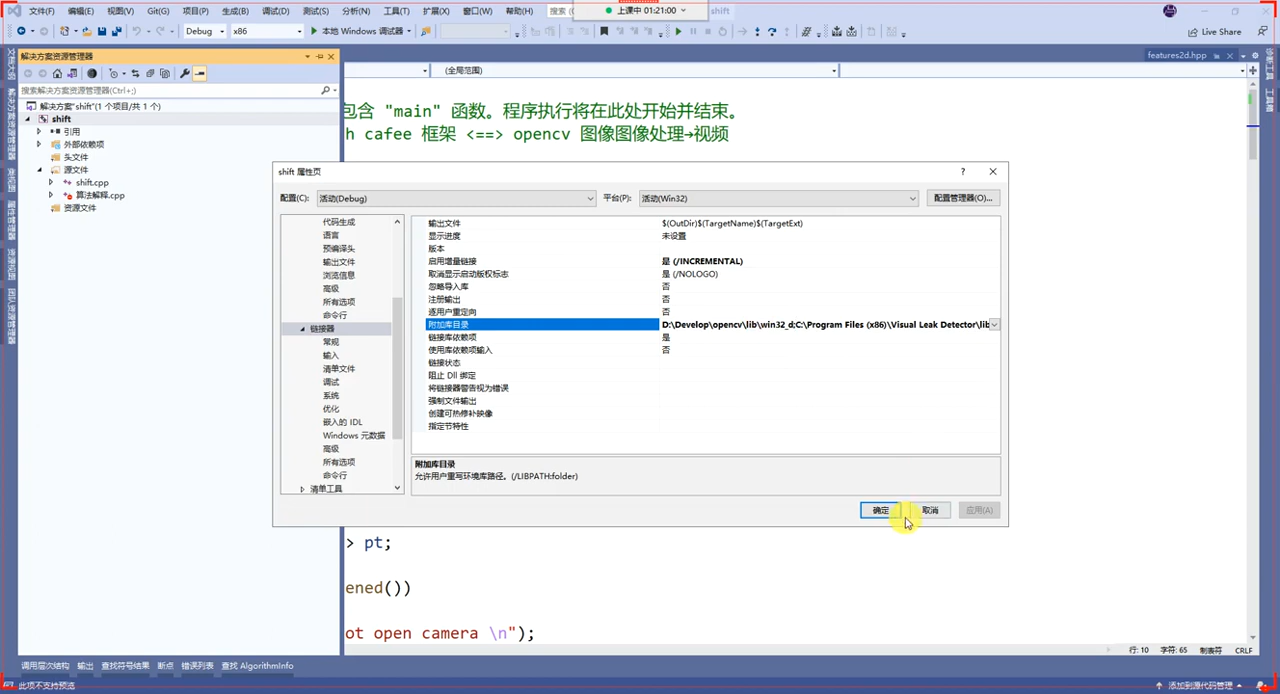 文件(F) 编辑(E) 视图(V) Git(G) 项目(P) 生成(B) 调试(D) 测试(S) 分析(N) 工具(T) 扩展(X) 窗口(W) 帮助(H) 搜索 上课中 01:21:00 shift
Debug x86 本地 Windows 调试器 Live Share
解决方案资源管理器
features2d.hpp
搜索解决方案资源管理器(Ctrl+;)
(全局范围)
解决方案"shift"(1 个项目/共 1 个)
shift
引用
外部依赖项
头文件
源文件
shift.cpp
算法解释.cpp
资源文件
包含 "main" 函数。程序执行将在此处开始并结束。
h cafee 框架 <==> opencv 图像图像处理→视频
shift 属性页
配置(C): 活动(Debug) 平台(P): 活动(Win32) 配置管理器(O)...
代码生成
语言
预编译头
输出文件
浏览信息
高级
所有选项
命令行
链接器
常规
输入
清单文件
调试
系统
优化
嵌入的 IDL
Windows 元数据
高级
所有选项
命令行
清单工具
输出文件 $(OutDir)$(TargetName)$(TargetExt)
显示进度 未设置
版本
启用增量链接 是 (/INCREMENTAL)
取消显示启动版权标志 是 (/NOLOGO)
忽略导入库 否
注册输出 否
逐用户重定向 否
附加库目录 D:\Develop\opencv\lib\win32_d;C:\Program Files (x86)\Visual Leak Detector\lib
链接库依赖项 是
使用库依赖项输入 否
链接状态
阻止 Dll 绑定
将链接器警告视为错误
强制文件输出
创建可热修补映像
指定节特性
附加库目录
允许用户重写环境库路径。(/LIBPATH:folder)
确定 取消 应用(A)
> pt;
ened())
ot open camera \n");
行: 10 字符: 65 制表符 CRLF
调用层次结构 输出 查找符号结果 断点 错误列表 查找 AlgorithmInfo
此项不支持预览 添加到源代码管理